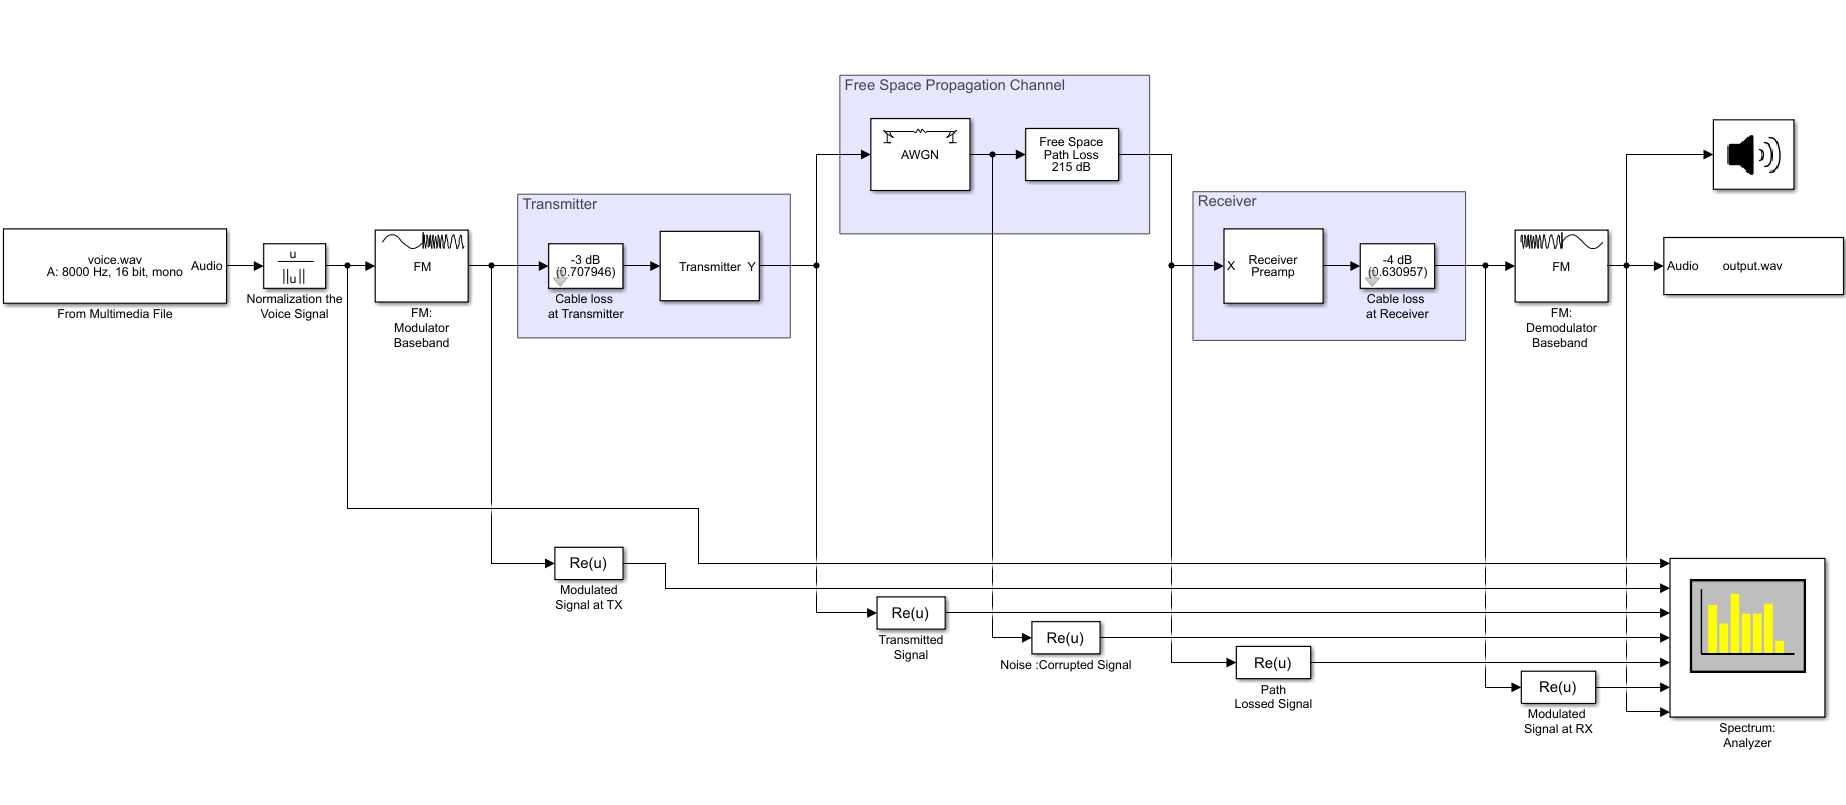 Free Space Propagation Channel
AWGN
Free Space
Path Loss
215 dB
Transmitter
-3 dB
(0.707946)
Cable loss
at Transmitter
Transmitter Y
Receiver
X
Receiver
Preamp
-4 dB
(0.630957)
Cable loss
at Receiver
voice.wav
A: 8000 Hz, 16 bit, mono
Audio
From Multimedia File
u
||u||
Normalization the
Voice Signal
FM
FM:
Modulator
Baseband
FM
FM:
Demodulator
Baseband
Audio
output.wav
Re(u)
Modulated
Signal at TX
Re(u)
Transmitted
Signal
Re(u)
Noise :Corrupted Signal
Re(u)
Path
Lossed Signal
Re(u)
Modulated
Signal at RX
Spectrum:
Analyzer